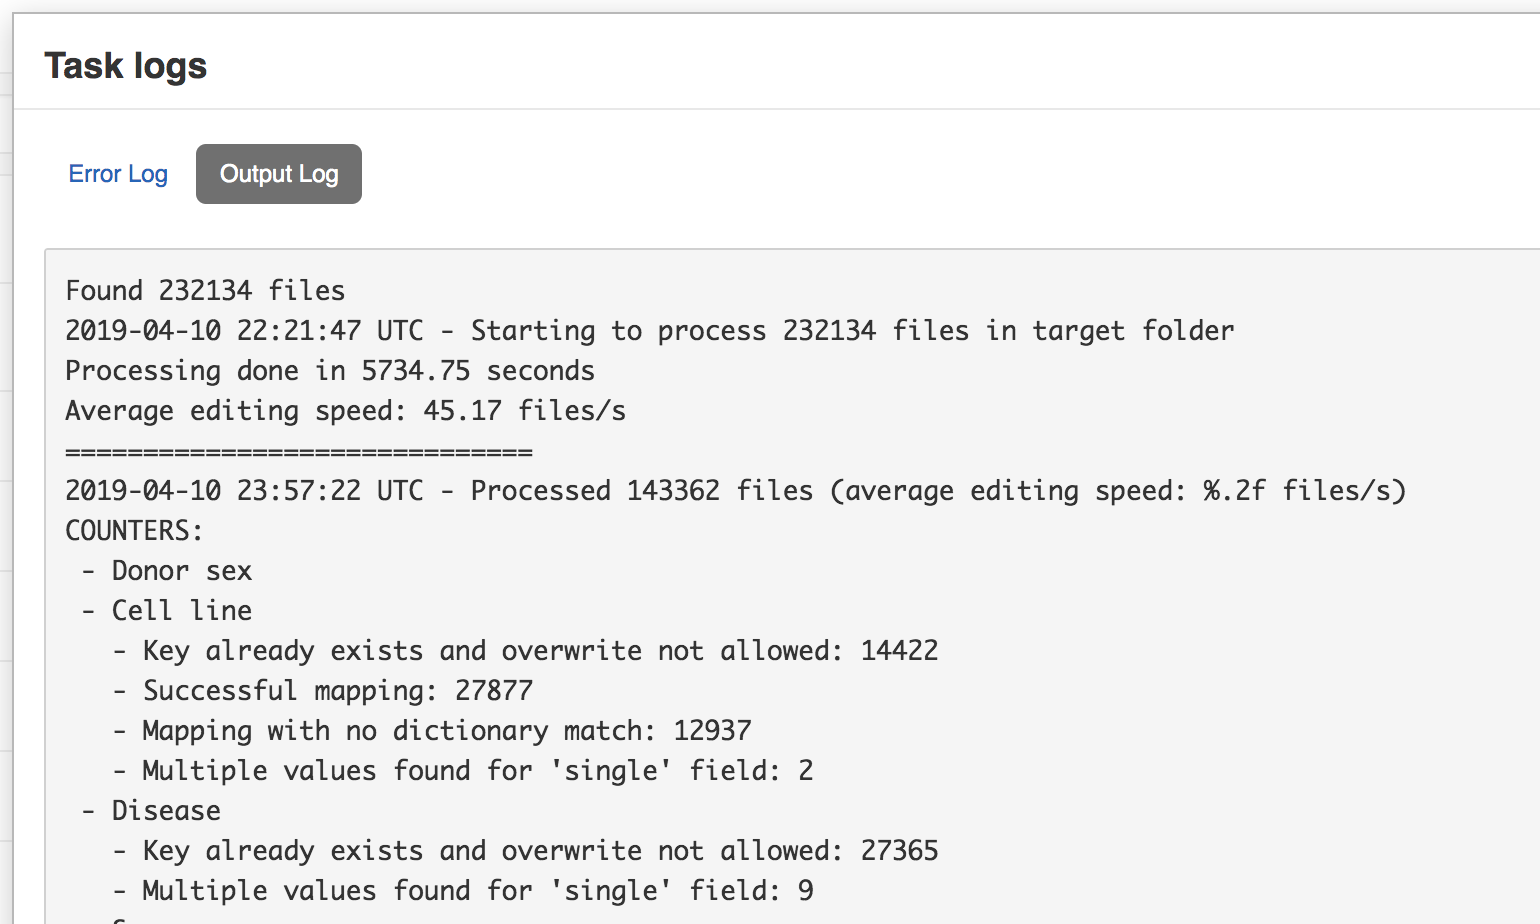 Task logs
Error Log
Output Log
Found 232134 files
2019-04-10 22:21:47 UTC - Starting to process 232134 files in target folder
Processing done in 5734.75 seconds
Average editing speed: 45.17 files/s
==============================
2019-04-10 23:57:22 UTC - Processed 143362 files (average editing speed: %.2f files/s)
COUNTERS:
 - Donor sex
 - Cell line
   - Key already exists and overwrite not allowed: 14422
   - Successful mapping: 27877
   - Mapping with no dictionary match: 12937
   - Multiple values found for 'single' field: 2
 - Disease
   - Key already exists and overwrite not allowed: 27365
   - Multiple values found for 'single' field: 9